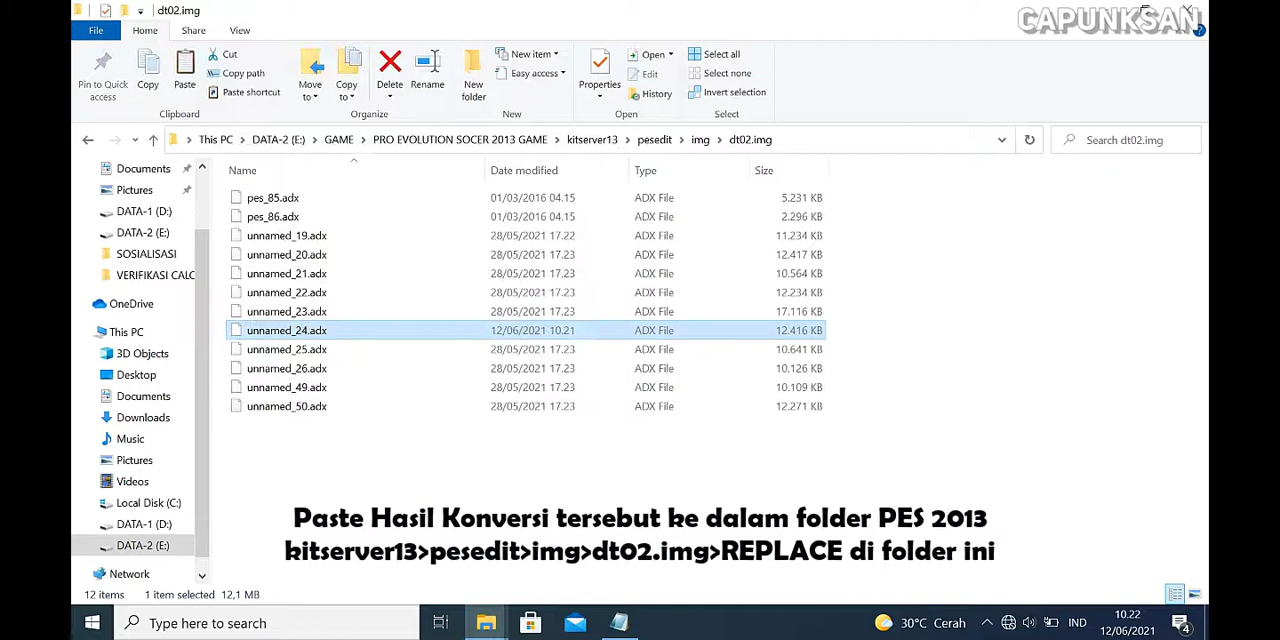 dt02.img
CAPUNKSAN
File Home Share View
Pin to Quick access
Copy
Paste
Cut
Copy path
Paste shortcut
Clipboard
Move to
Copy to
Delete
Rename
Organize
New folder
New item
Easy access
New
Properties
Open
Edit
History
Open
Select all
Select none
Invert selection
Select
This PC > DATA-2 (E:) > GAME > PRO EVOLUTION SOCER 2013 GAME > kitserver13 > pesedit > img > dt02.img
Search dt02.img
Documents
Pictures
DATA-1 (D:)
DATA-2 (E:)
SOSIALISASI
VERIFIKASI CALC
OneDrive
This PC
3D Objects
Desktop
Documents
Downloads
Music
Pictures
Videos
Local Disk (C:)
DATA-1 (D:)
DATA-2 (E:)
Network
Name Date modified Type Size
pes_85.adx 01/03/2016 04.15 ADX File 5.231 KB
pes_86.adx 01/03/2016 04.15 ADX File 2.296 KB
unnamed_19.adx 28/05/2021 17.22 ADX File 11.234 KB
unnamed_20.adx 28/05/2021 17.23 ADX File 12.417 KB
unnamed_21.adx 28/05/2021 17.23 ADX File 10.564 KB
unnamed_22.adx 28/05/2021 17.23 ADX File 12.234 KB
unnamed_23.adx 28/05/2021 17.23 ADX File 17.116 KB
unnamed_24.adx 12/06/2021 10.21 ADX File 12.416 KB
unnamed_25.adx 28/05/2021 17.23 ADX File 10.641 KB
unnamed_26.adx 28/05/2021 17.23 ADX File 10.126 KB
unnamed_49.adx 28/05/2021 17.23 ADX File 10.109 KB
unnamed_50.adx 28/05/2021 17.23 ADX File 12.271 KB
Paste Hasil Konversi tersebut ke dalam folder PES 2013
kitserver13>pesedit>img>dt02.img>REPLACE di folder ini
12 items 1 item selected 12,1 MB
Type here to search
30°C Cerah
IND
10.22
12/06/2021
4